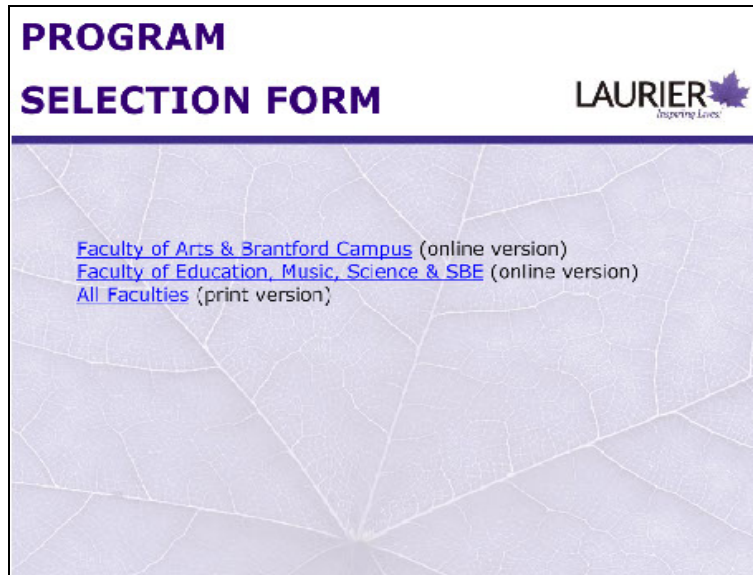 PROGRAM
SELECTION FORM
LAURIER
Inspiring Lives!
Faculty of Arts & Brantford Campus (online version)
Faculty of Education, Music, Science & SBE (online version)
All Faculties (print version)